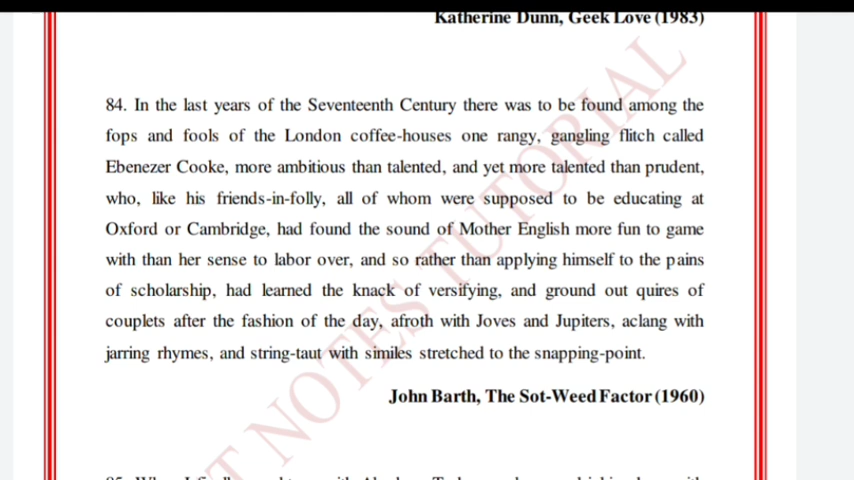 Katherine Dunn, Geek Love (1983)
84. In the last years of the Seventeenth Century there was to be found among the
fops and fools of the London coffee-houses one rangy, gangling flitch called
Ebenezer Cooke, more ambitious than talented, and yet more talented than prudent,
who, like his friends-in-folly, all of whom were supposed to be educating at
Oxford or Cambridge, had found the sound of Mother English more fun to game
with than her sense to labor over, and so rather than applying himself to the pains
of scholarship, had learned the knack of versifying, and ground out quires of
couplets after the fashion of the day, afroth with Joves and Jupiters, aclang with
jarring rhymes, and string-taut with similes stretched to the snapping-point.
John Barth, The Sot-Weed Factor (1960)
NOTES TUTORIAL